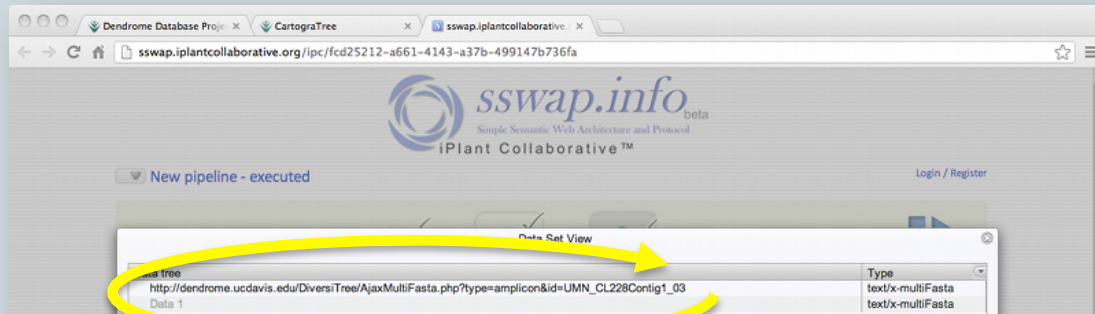 Dendrome Database Proje
CartograTree
sswap.iplantcollaborative.
sswap.iplantcollaborative.org/ipc/fcd25212-a661-4143-a37b-499147b736fa
sswap.info beta
Simple Semantic Web Architecture and Protocol
iPlant Collaborative™
New pipeline - executed
Login / Register
Data Set View
Data tree
Type
http://dendrome.ucdavis.edu/DiversiTree/AjaxMultiFasta.php?type=amplicon&id=UMN_CL228Contig1_03
text/x-multiFasta
Data 1
text/x-multiFasta